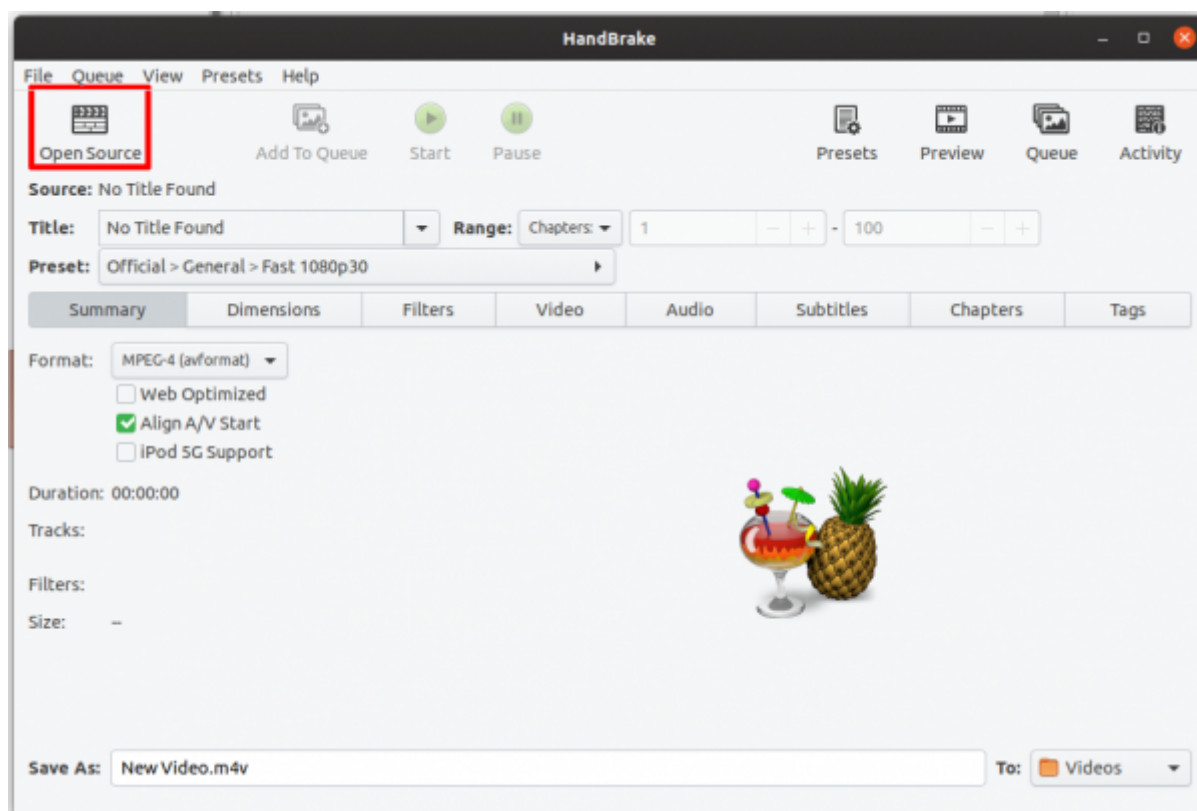 HandBrake
File Queue View Presets Help
Open Source Add To Queue Start Pause Presets Preview Queue Activity
Source: No Title Found
Title: No Title Found Range: Chapters: 1 - 100
Preset: Official > General > Fast 1080p30
Summary Dimensions Filters Video Audio Subtitles Chapters Tags
Format: MPEG-4 (avformat)
Web Optimized
Align A/V Start
iPod 5G Support
Duration: 00:00:00
Tracks:
Filters:
Size: --
Save As: New Video.m4v To: Videos